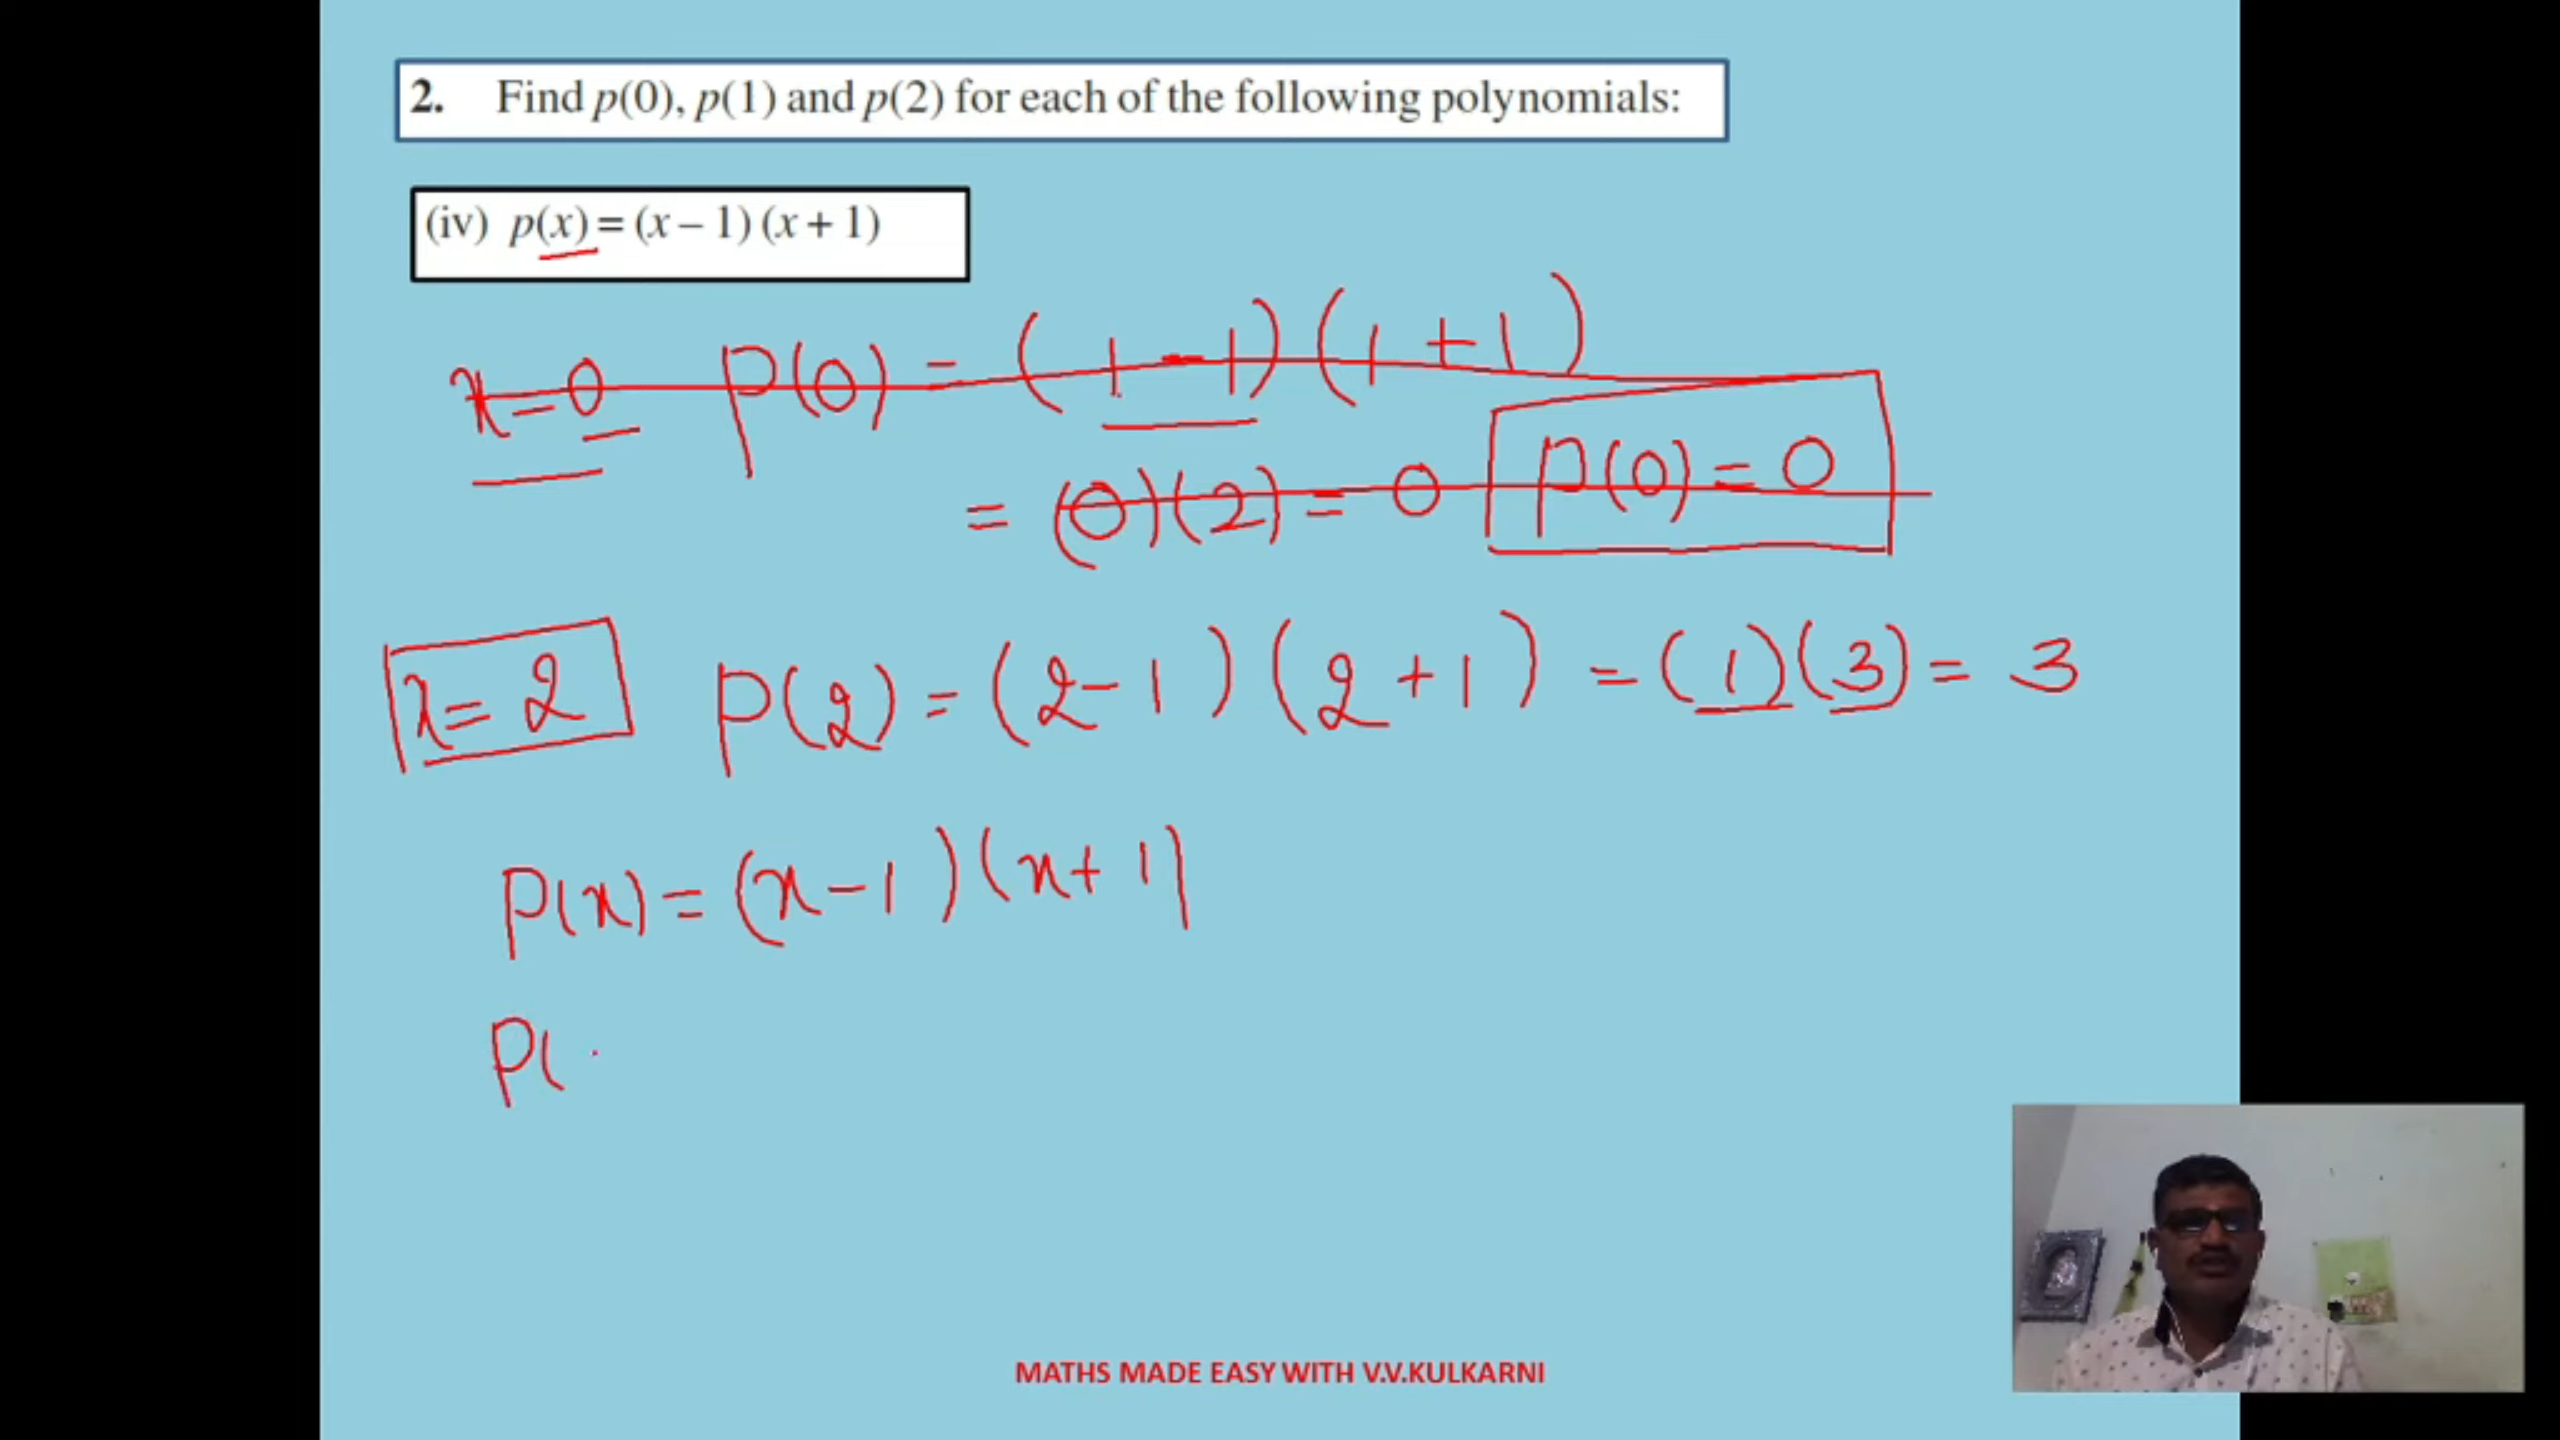 2. Find p(0), p(1) and p(2) for each of the following polynomials:
(iv) p(x) = (x – 1) (x + 1)
x=0 P(0) = (1-1)(1+1)
= (0)(2) = 0 P(0) = 0
x=2 P(2) = (2-1)(2+1) = (1)(3) = 3
P(x) = (x-1)(x+1)
P(
MATHS MADE EASY WITH V.V.KULKARNI